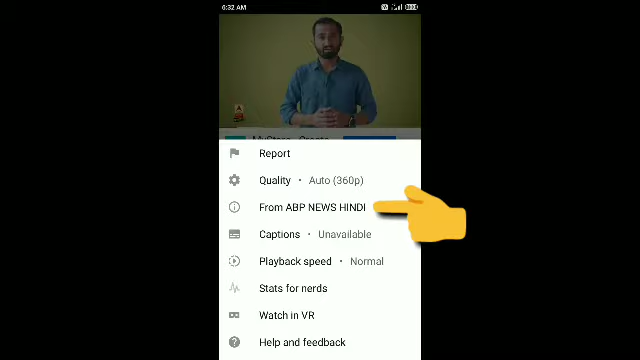 6:32 AM
Report
Quality • Auto (360p)
From ABP NEWS HINDI
Captions • Unavailable
Playback speed • Normal
Stats for nerds
Watch in VR
Help and feedback